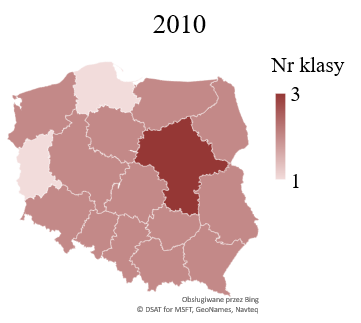 2010
Nr klasy
3
1
Obsługiwane przez Bing
© DSAT for MSFT, GeoNames, Navteq